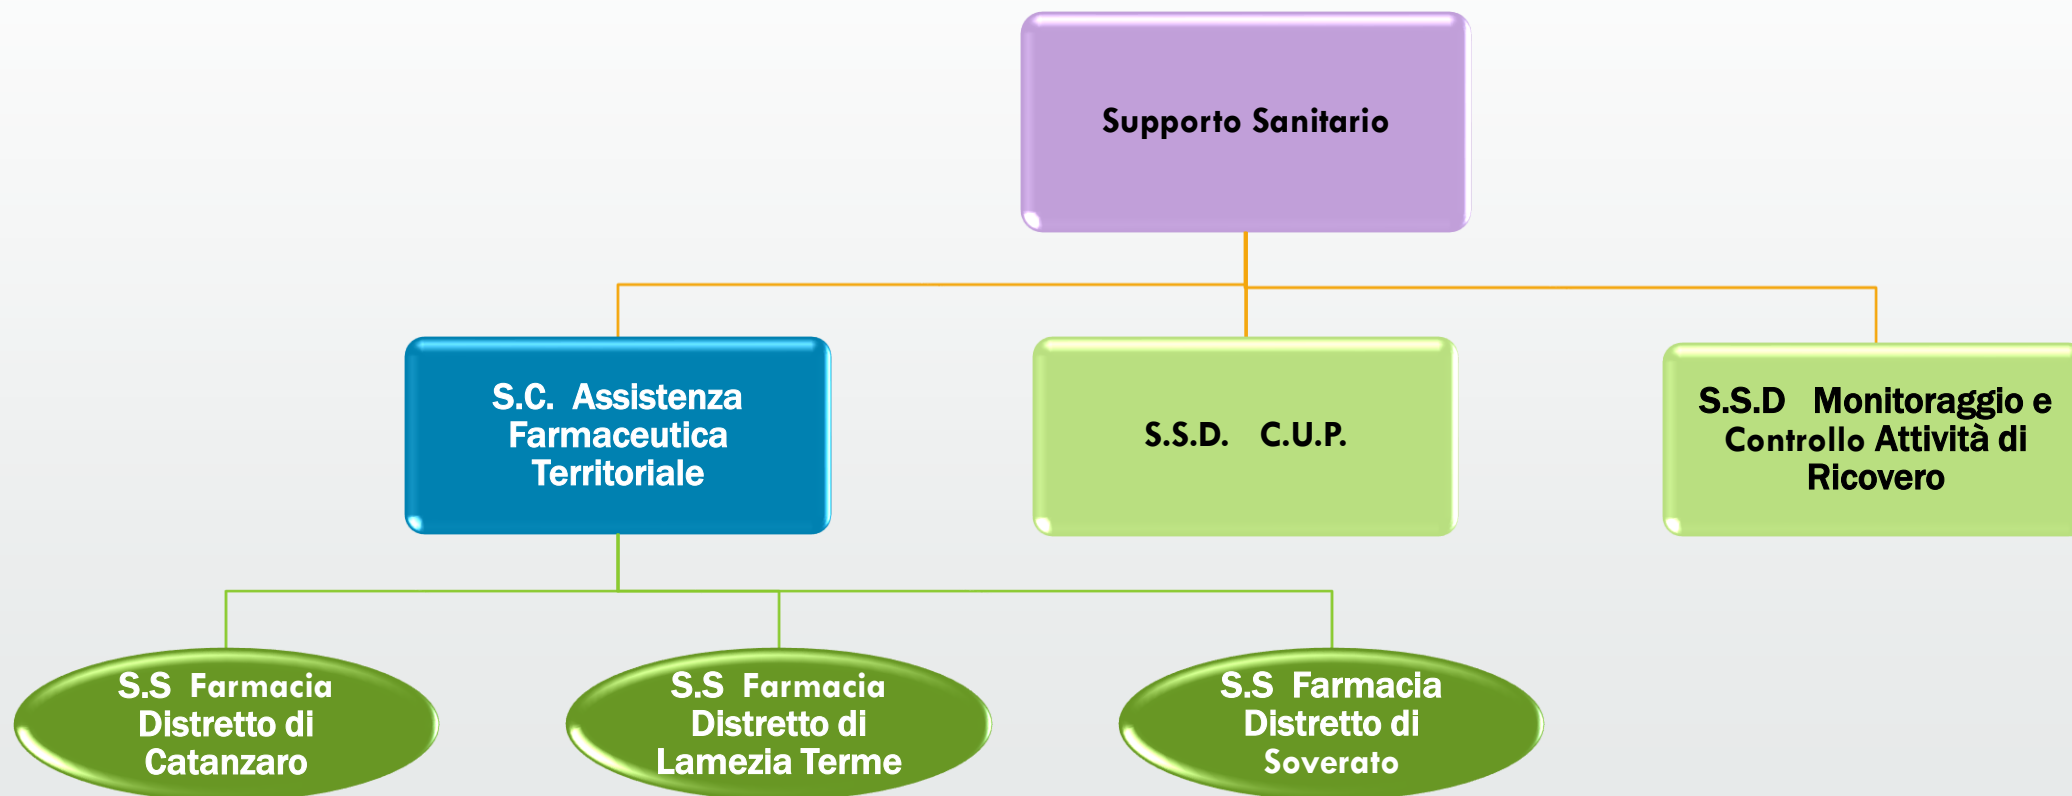 Supporto Sanitario
S.C. Assistenza
Farmaceutica
Territoriale
S.S.D. C.U.P.
S.S.D Monitoraggio e
Controllo Attività di
Ricovero
S.S Farmacia
Distretto di
Catanzaro
S.S Farmacia
Distretto di
Lamezia Terme
S.S Farmacia
Distretto di
Soverato